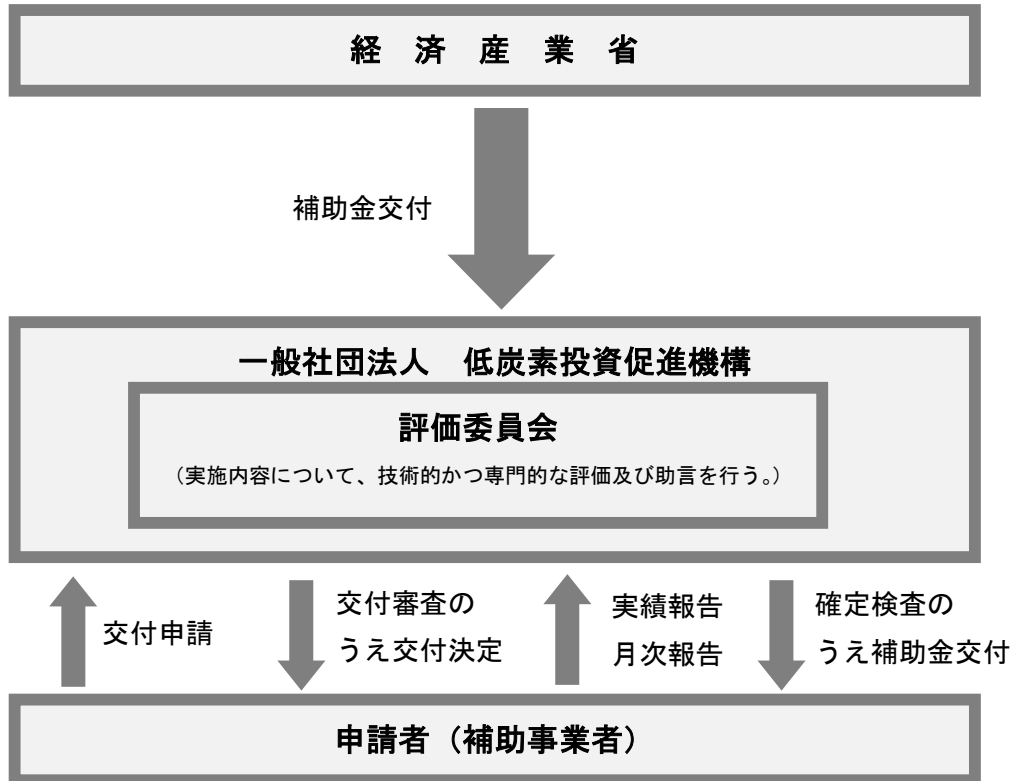 経 済 産 業 省
補助金交付
一般社団法人 低炭素投資促進機構
評価委員会
（実施内容について、技術的かつ専門的な評価及び助言を行う。）
交付申請
交付審査の
うえ交付決定
実績報告
月次報告
確定検査の
うえ補助金交付
申請者（補助事業者）